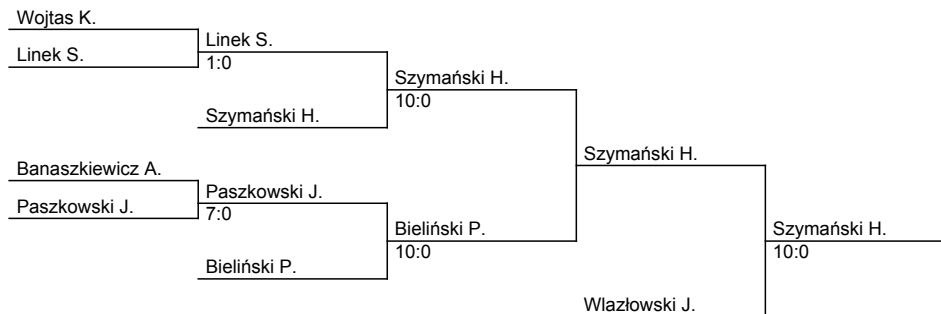 Wojtas K.
Linek S.
Linek S.
1:0
Szymański H.
10:0
Szymański H.
Szymański H.
Banaszkiewicz A.
Paszkowski J.
Paszkowski J.
7:0
Bieliński P.
10:0
Szymański H.
10:0
Bieliński P.
Wlazłowski J.